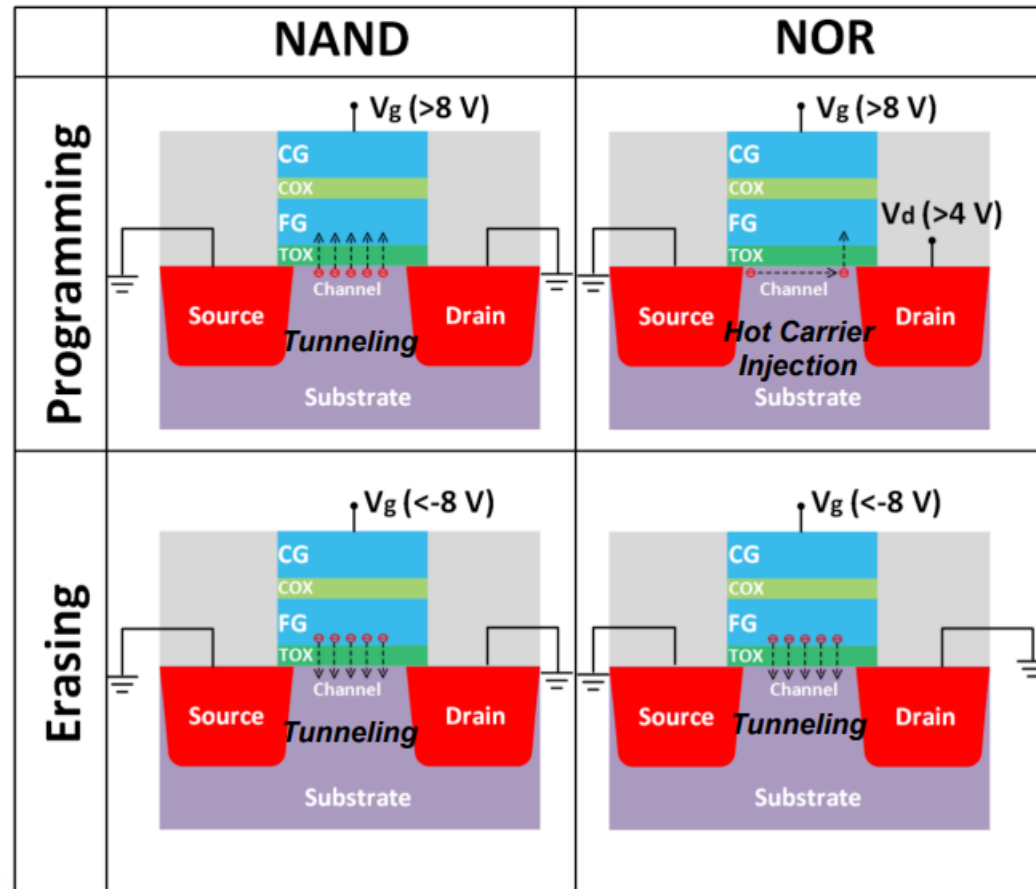 NAND
NOR
Programming
Vg (>8 V)
CG
COX
FG
TOX
Channel
Source
Drain
Tunneling
Substrate
Vg (>8 V)
CG
COX
FG
Vd (>4 V)
TOX
Channel
Source
Drain
Hot Carrier
Injection
Substrate
Erasing
Vg (<-8 V)
CG
COX
FG
TOX
Channel
Source
Drain
Tunneling
Substrate
Vg (<-8 V)
CG
COX
FG
TOX
Channel
Source
Drain
Tunneling
Substrate